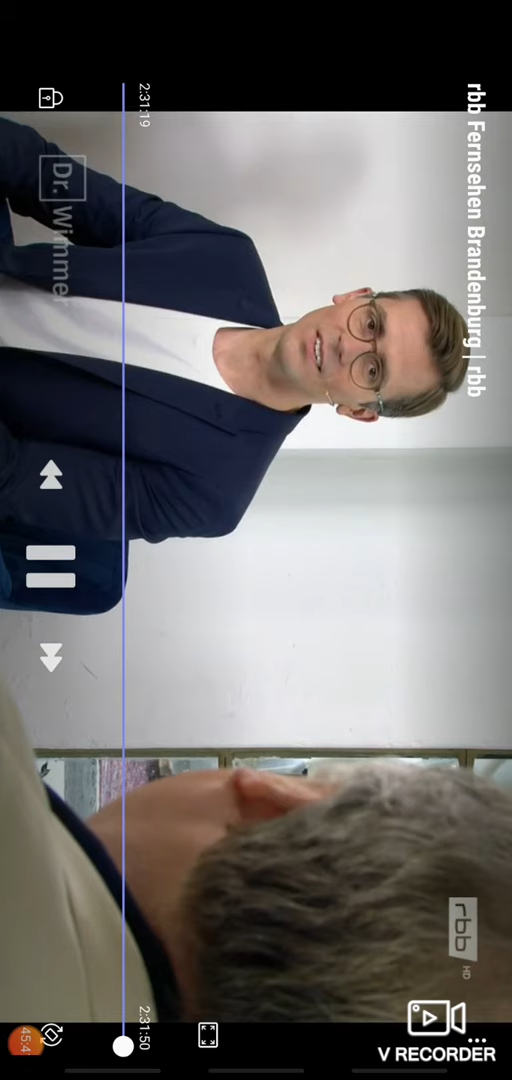 rbb Fernsehen Brandenburg | rbb
rbb
HD
Dr. Wimmer
2:31:19
2:31:50
45:4
V RECORDER